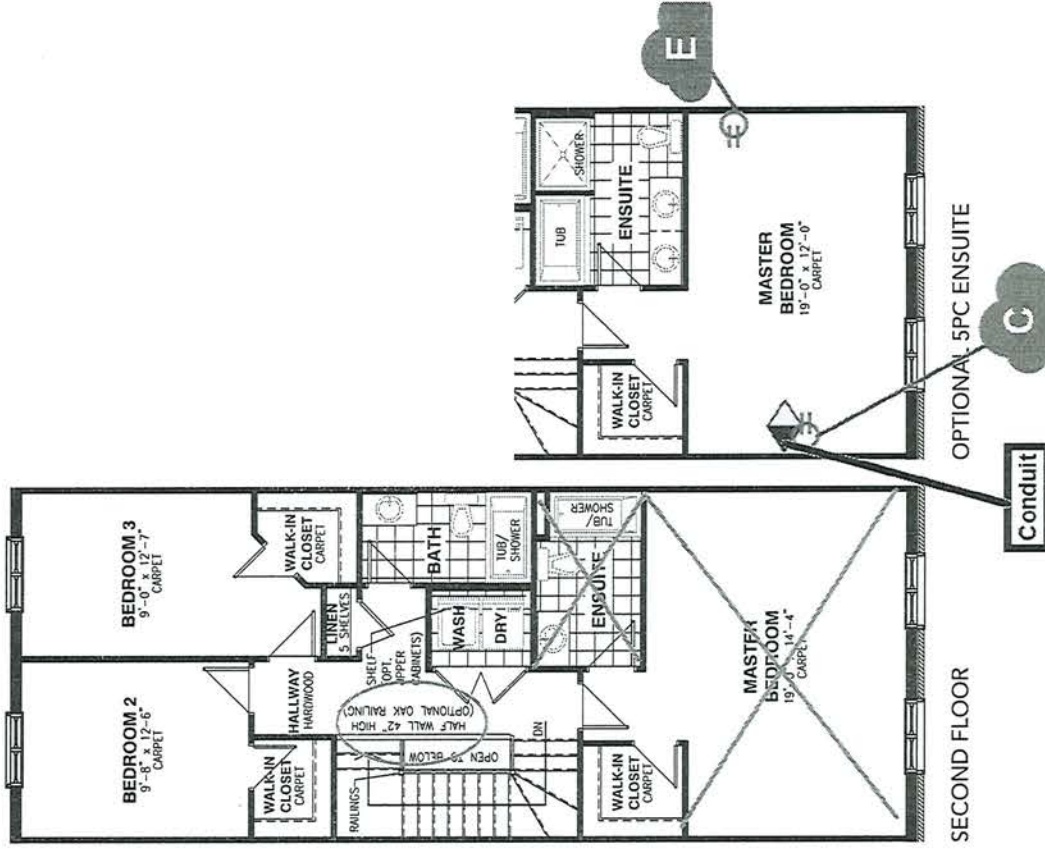 BEDROOM 2
9'-8" x 12'-6"
CARPET
BEDROOM 3
9'-0" x 12'-7"
CARPET
WALK-IN
CLOSET
CARPET
WALK-IN
CLOSET
CARPET
HALLWAY
HARDWOOD
LINEN
5 SHELVES
BATH
TUB/
SHOWER
SHELF
(OPT.
UPPER
CABINETS)
WASH
DRY
HALF WALL 42" HIGH
(OPTIONAL OAK RAILING)
RAILINGS
OPEN TO BELOW
DN
ENSUITE
TUB/
SHOWER
WALK-IN
CLOSET
CARPET
MASTER
BEDROOM
19'-0" x 14'-4"
CARPET
SECOND FLOOR
TUB
SHOWER
ENSUITE
WALK-IN
CLOSET
CARPET
MASTER
BEDROOM
19'-0" x 12'-0"
CARPET
OPTIONAL 5PC ENSUITE
E
C
Conduit